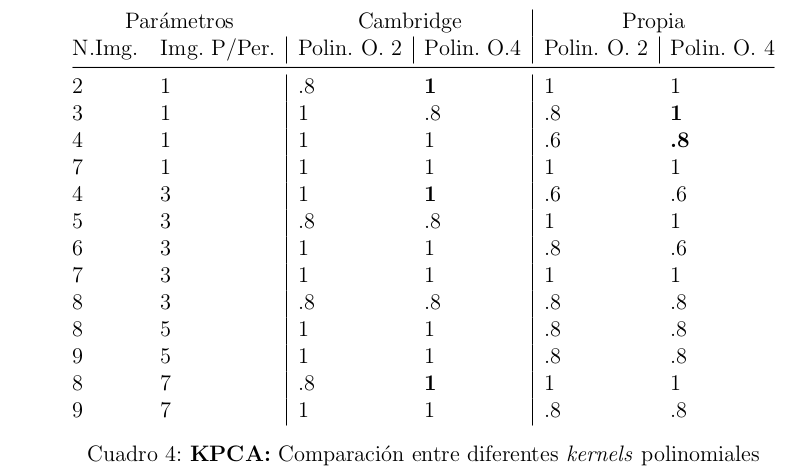 Parámetros Cambridge Propia
N.Img. Img. P/Per. Polin. O. 2 Polin. O.4 Polin. O. 2 Polin. O. 4
2 1 .8 1 1 1
3 1 1 .8 .8 1
4 1 1 1 .6 .8
7 1 1 1 1 1
4 3 1 1 .6 .6
5 3 .8 .8 1 1
6 3 1 1 .8 .6
7 3 1 1 1 1
8 3 .8 .8 .8 .8
8 5 1 1 .8 .8
9 5 1 1 .8 .8
8 7 .8 1 1 1
9 7 1 1 .8 .8
Cuadro 4: KPCA: Comparación entre diferentes kernels polinomiales